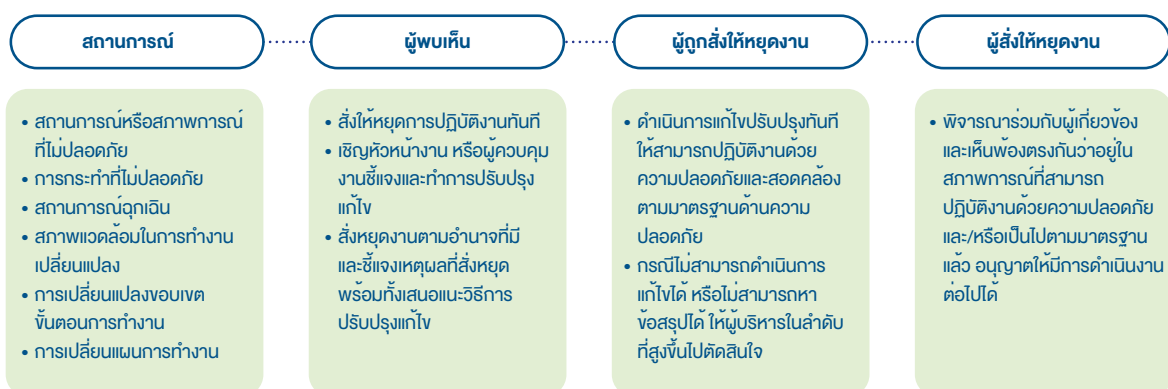 สถานการณ์
ผู้พบเห็น
ผู้ถูกสั่งให้หยุดงาน
ผู้สั่งให้หยุดงาน
• สถานการณ์หรือสภาพการณ์
ที่ไม่ปลอดภัย
• การกระทำที่ไม่ปลอดภัย
• สถานการณ์ฉุกเฉิน
• สภาพแวดล้อมในการทำงาน
เปลี่ยนแปลง
• การเปลี่ยนแปลงขอบเขต
ขั้นตอนการทำงาน
• การเปลี่ยนแผนการทำงาน
• สั่งให้หยุดการปฏิบัติงานทันที
• เชิญหัวหน้างาน หรือผู้ควบคุม
งานชี้แจงและทำการปรับปรุง
แก้ไข
• สั่งหยุดงานตามอำนาจที่มี
และชี้แจงเหตุผลที่สั่งหยุด
พร้อมทั้งเสนอแนะวิธีการ
ปรับปรุงแก้ไข
• ดำเนินการแก้ไขปรับปรุงทันที
ให้สามารถปฏิบัติงานด้วย
ความปลอดภัยและสอดคล้อง
ตามมาตรฐานด้านความ
ปลอดภัย
• กรณีไม่สามารถดำเนินการ
แก้ไขได้ หรือไม่สามารถหา
ข้อสรุปได้ ให้ผู้บริหารในลำดับ
ที่สูงขึ้นไปตัดสินใจ
• พิจารณาร่วมกับผู้เกี่ยวข้อง
และเห็นพ้องตรงกันว่าอยู่ใน
สภาพการณ์ที่สามารถ
ปฏิบัติงานด้วยความปลอดภัย
และ/หรือเป็นไปตามมาตรฐาน
แล้ว อนุญาตให้มีการดำเนินงาน
ต่อไปได้